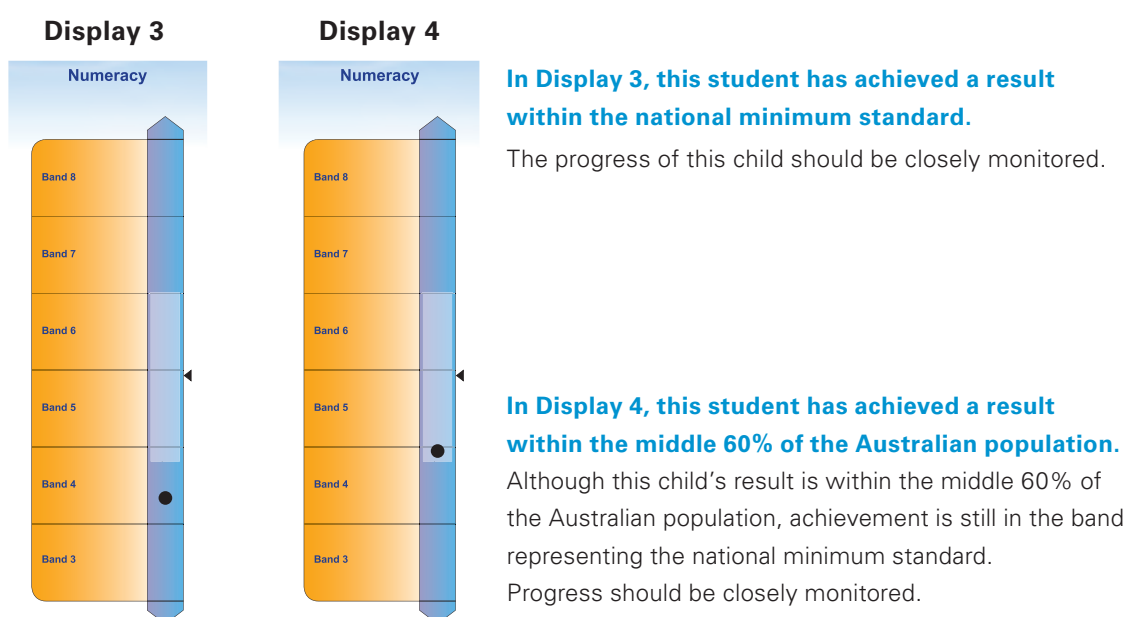 Display 3
Numeracy
Band 8
Band 7
Band 6
Band 5
Band 4
Band 3
Display 4
Numeracy
Band 8
Band 7
Band 6
Band 5
Band 4
Band 3
In Display 3, this student has achieved a result
within the national minimum standard.
The progress of this child should be closely monitored.
In Display 4, this student has achieved a result
within the middle 60% of the Australian population.
Although this child’s result is within the middle 60% of
the Australian population, achievement is still in the band
representing the national minimum standard.
Progress should be closely monitored.